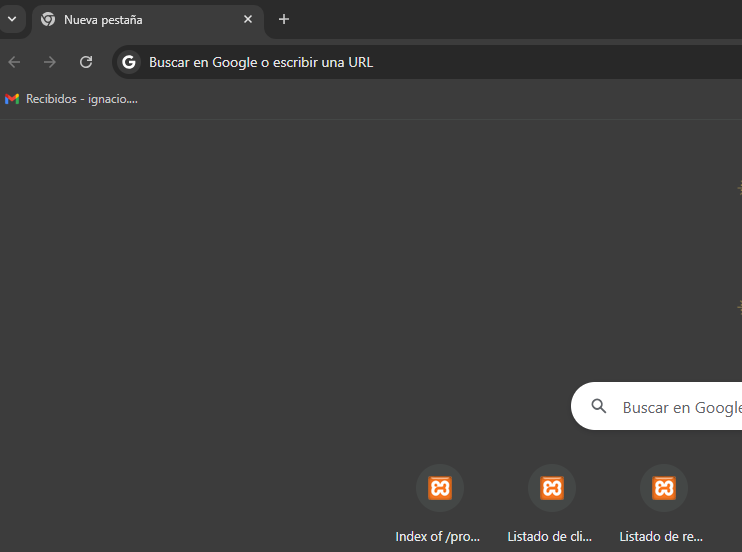 Nueva pestaña
Buscar en Google o escribir una URL
Recibidos - ignacio....
Buscar en Google
Index of /pro...
Listado de cli...
Listado de re...